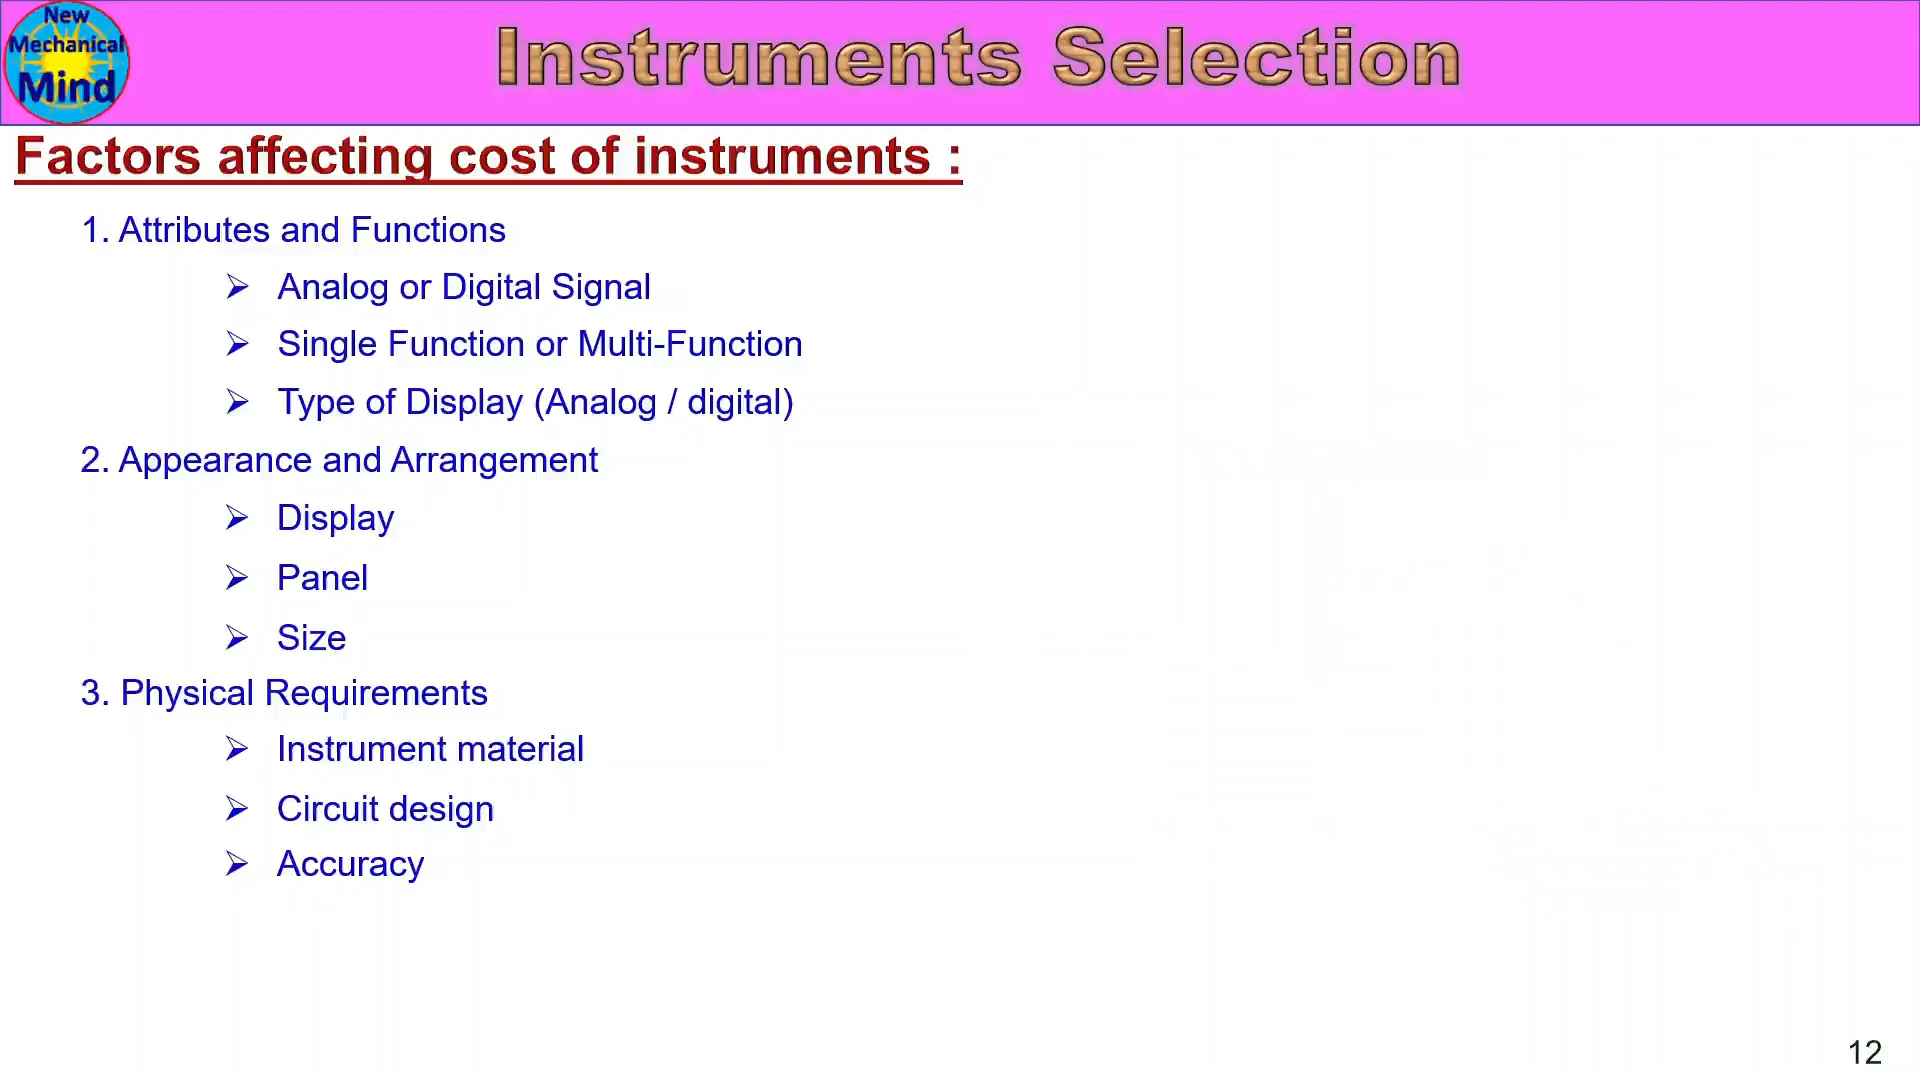 New
Mechanical
Mind
Instruments Selection
Factors affecting cost of instruments :
1. Attributes and Functions
➢ Analog or Digital Signal
➢ Single Function or Multi-Function
➢ Type of Display (Analog / digital)
2. Appearance and Arrangement
➢ Display
➢ Panel
➢ Size
3. Physical Requirements
➢ Instrument material
➢ Circuit design
➢ Accuracy
12